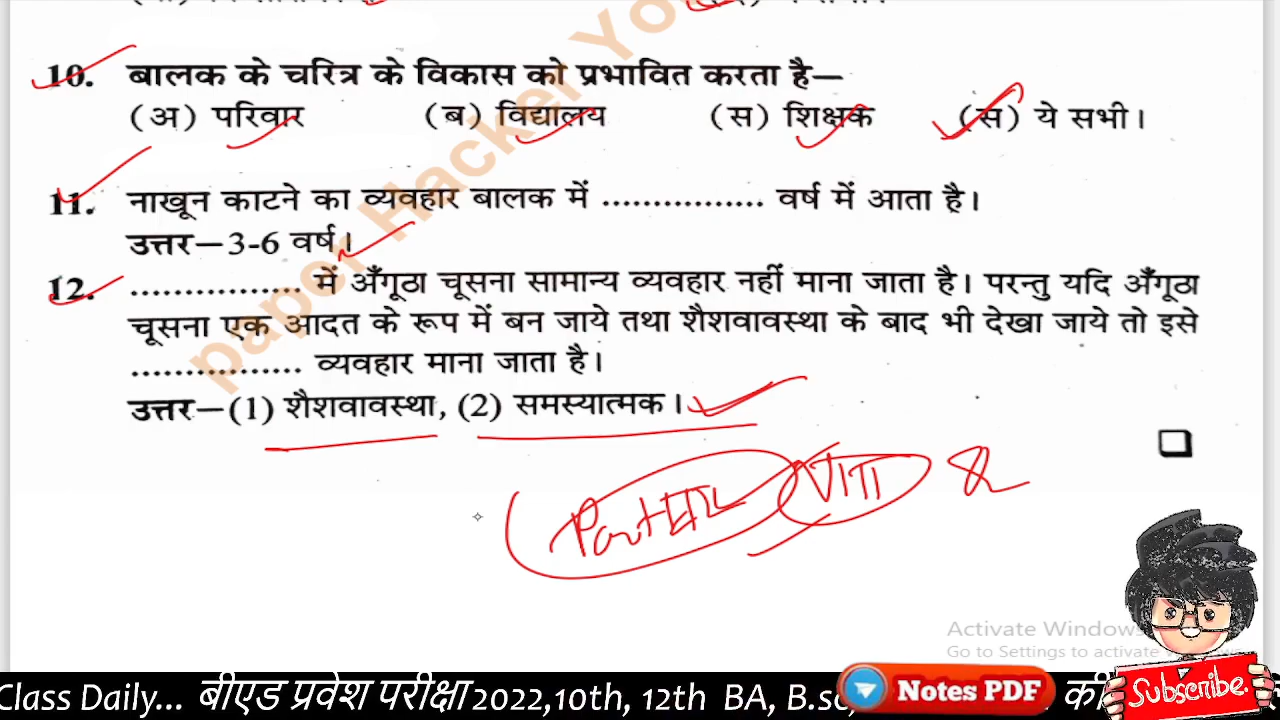 10. बालक के चरित्र के विकास को प्रभावित करता है—
(अ) परिवार (ब) विद्यालय (स) शिक्षक (स) ये सभी।
11. नाखून काटने का व्यवहार बालक में ................ वर्ष में आता है।
उत्तर—3-6 वर्ष।
12. ................. में अँगूठा चूसना सामान्य व्यवहार नहीं माना जाता है। परन्तु यदि अँगूठा
चूसना एक आदत के रूप में बन जाये तथा शैशवावस्था के बाद भी देखा जाये तो इसे
................. व्यवहार माना जाता है।
उत्तर—(1) शैशवावस्था, (2) समस्यात्मक।
paper Hacker
Activate Windows
Go to Settings to activate
Class Daily... बीएड प्रवेश परीक्षा 2022,10th, 12th BA, B.sc,
Notes PDF
की
Subscribe.